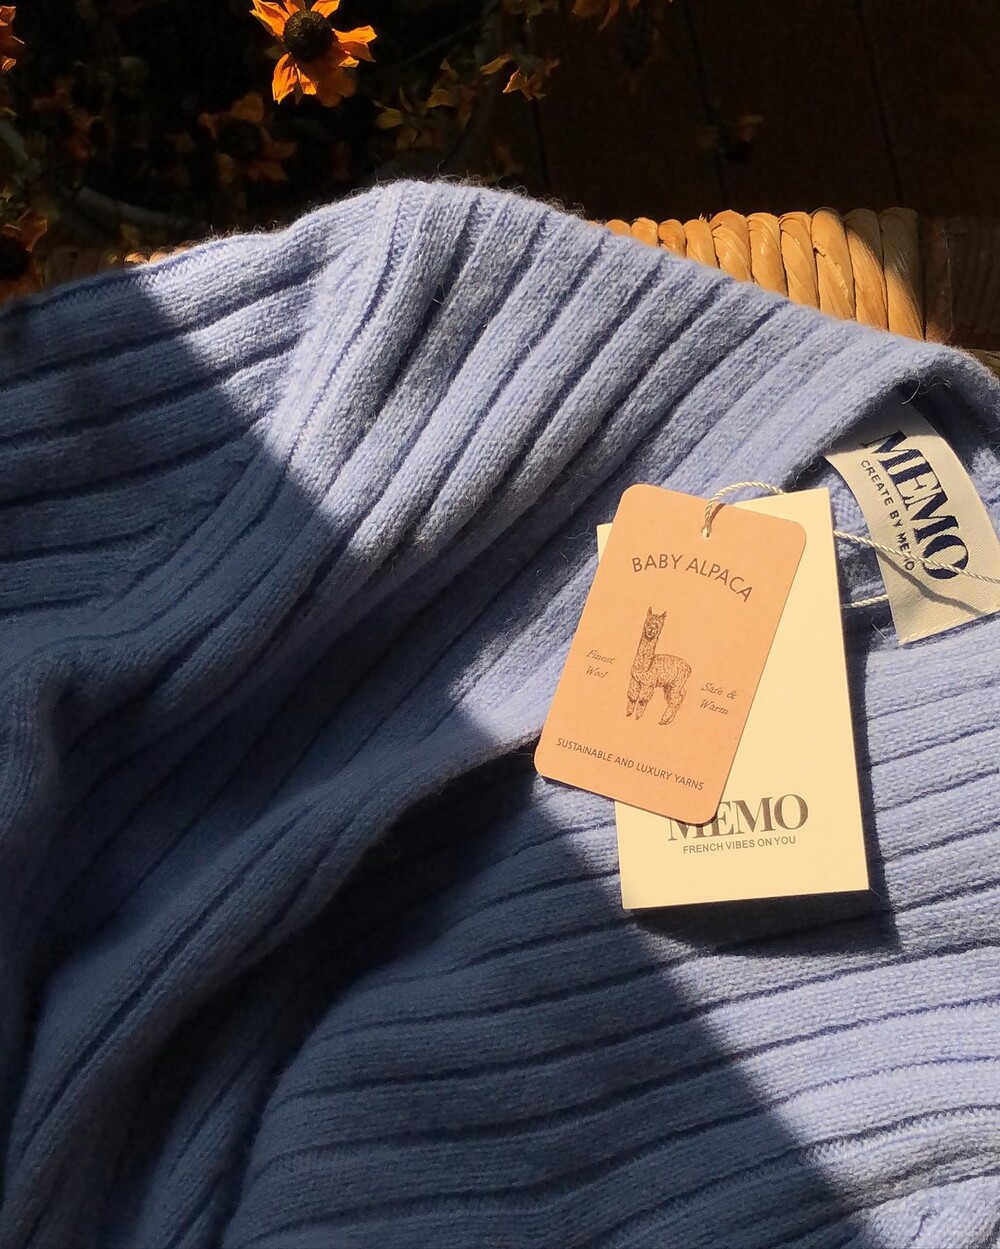 MEMO
CREATE BY MEMO
BABY ALPACA
Finest
Wool
Safe &
Warm
SUSTAINABLE AND LUXURY YARNS
MEMO
FRENCH VIBES ON YOU